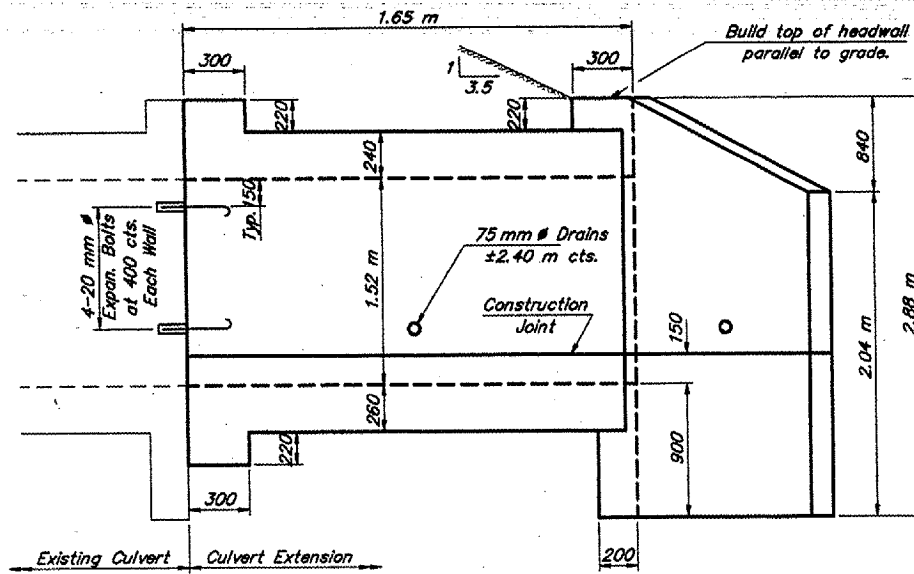 1.65 m
Build top of headwall
parallel to grade.
300
300
1
3.5
220
220
240
840
150
Typ.
4-20 mm ø
Expan. Bolts
at 400 cts.
Each Wall
75 mm ø Drains
±2.40 m cts.
1.52 m
Construction
Joint
150
2.04 m
2.88 m
260
220
900
300
200
Existing Culvert
Culvert Extension